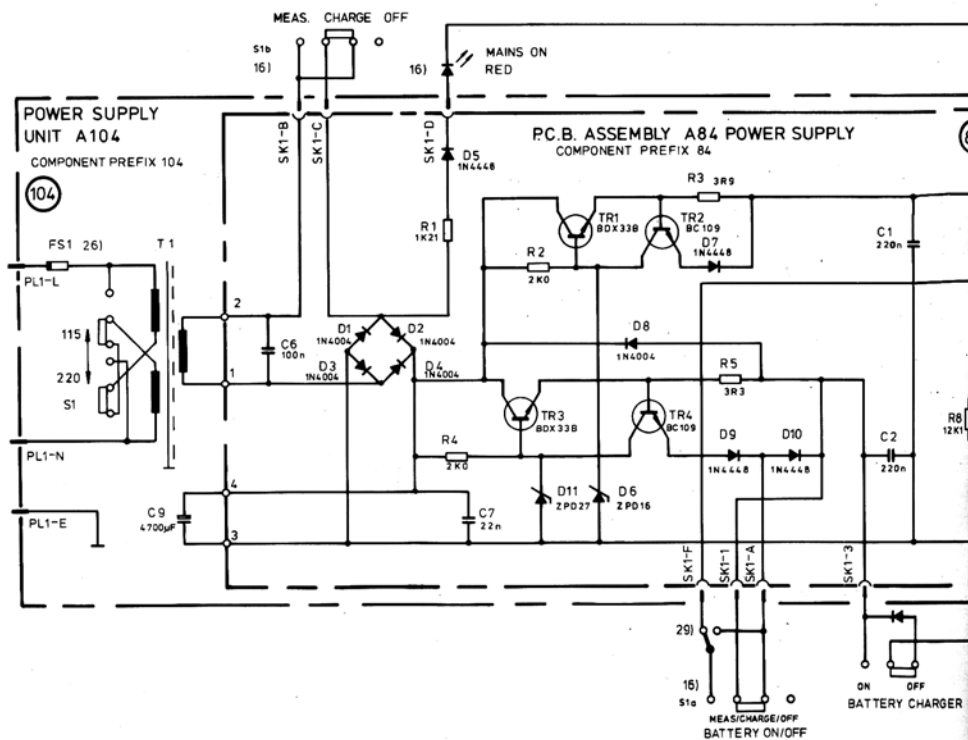 MEAS. CHARGE OFF
S1b
16)
16)
MAINS ON
RED
POWER SUPPLY
UNIT A104
COMPONENT PREFIX 104
104
SK1-B
SK1-C
SK1-D
P.C.B. ASSEMBLY A84 POWER SUPPLY
COMPONENT PREFIX 84
D5
1N4448
R1
1K21
R3
3R9
TR1
BDX33B
TR2
BC109
D7
1N4448
R2
2K0
C1
220n
FS1 26)
T1
PL1-L
115
220
S1
PL1-N
PL1-E
2
1
C6
100n
D1
1N4004
D2
1N4004
D3
1N4004
D4
1N4004
D8
1N4004
R5
3R3
TR3
BDX33B
TR4
BC109
R8
12K1
R4
2K0
D9
1N4448
D10
1N4448
C2
220n
4
3
C9
4700µF
C7
22n
D11
ZPD27
D6
ZPD16
SK1-F
SK1-1
SK1-A
SK1-3
29)
16)
S1a
MEAS/CHARGE/OFF
BATTERY ON/OFF
ON
OFF
BATTERY CHARGER